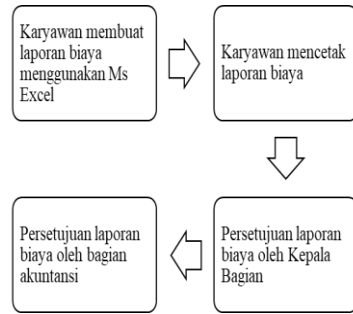 Karyawan membuat
laporan biaya
menggunakan Ms
Excel
Karyawan mencetak
laporan biaya
Persetujuan laporan
biaya oleh Kepala
Bagian
Persetujuan laporan
biaya oleh bagian
akuntansi